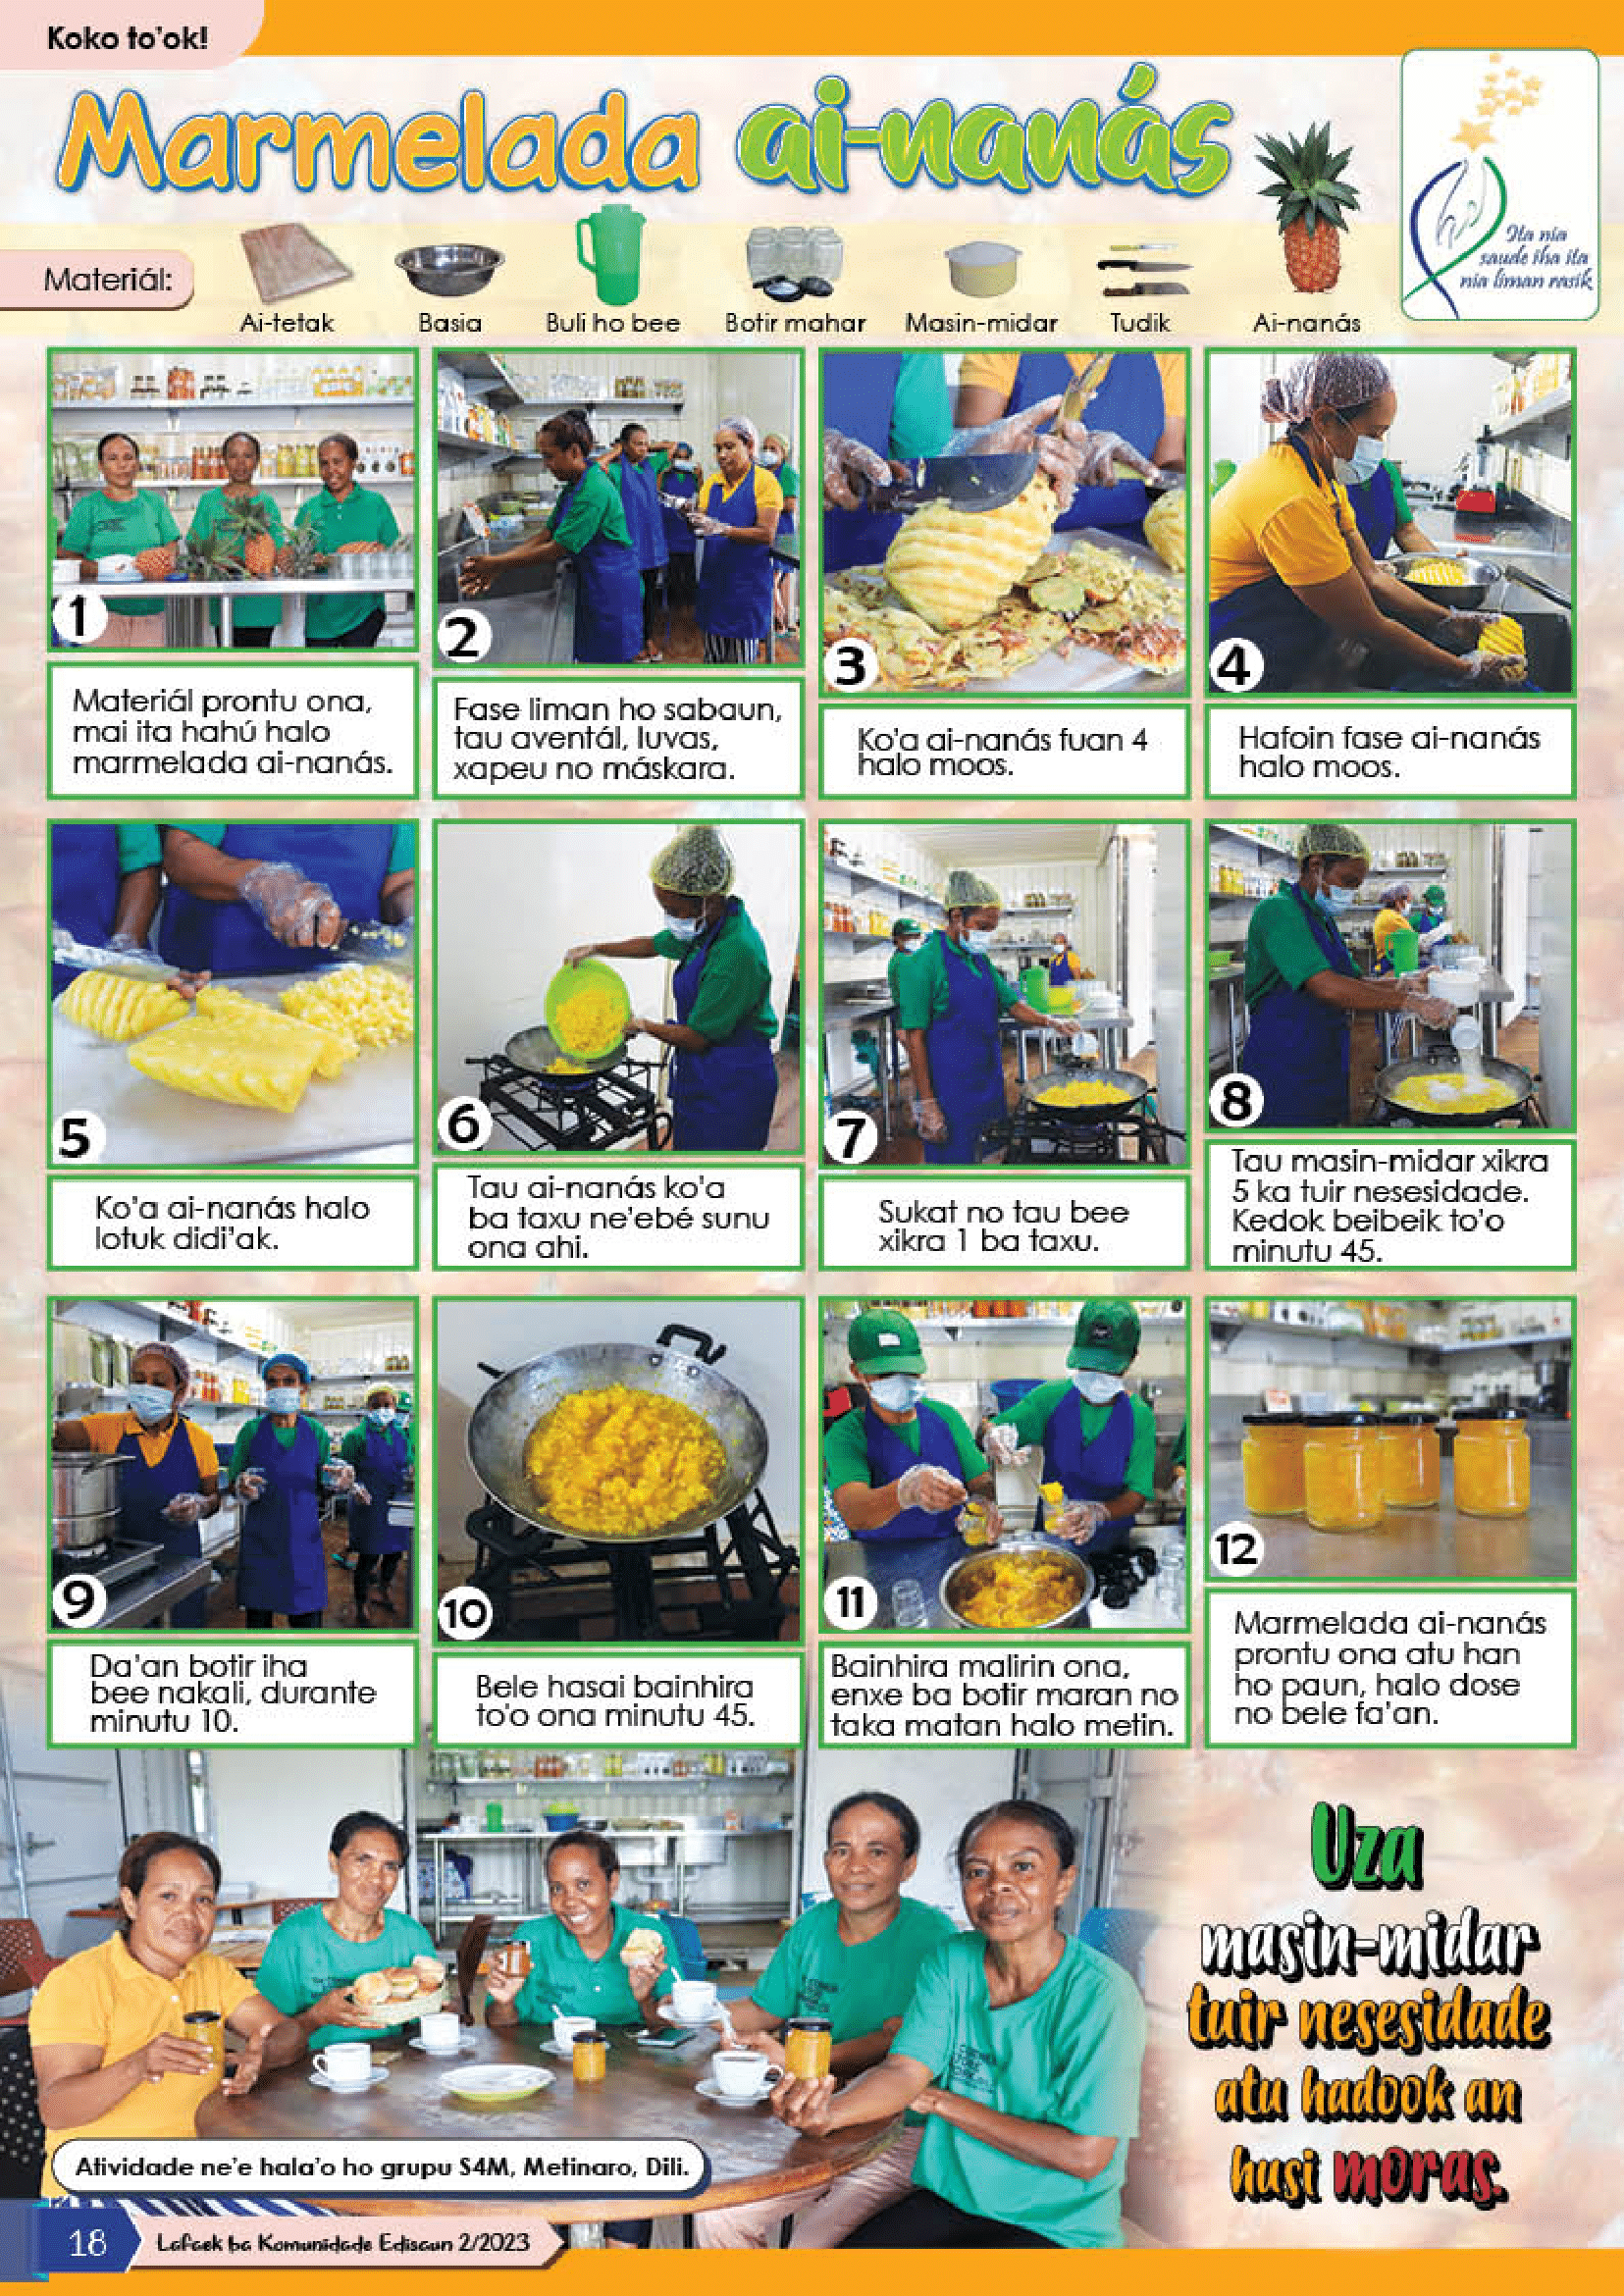 Koko to'ok!
Marmelada ai-nanás
Ita nia
saude iha ita
nia liman rasik
Materiál:
Ai-tetak
Basia
Buli ho bee
Botir mahar
Masin-midar
Tudik
Ai-nanás
1
Materiál prontu ona,
mai ita hahú halo
marmelada ai-nanás.
2
Fase liman ho sabaun,
tau aventál, luvas,
xapeu no máskara.
3
Ko'a ai-nanás fuan 4
halo moos.
4
Hafoin fase ai-nanás
halo moos.
5
Ko'a ai-nanás halo
lotuk didi'ak.
6
Tau ai-nanás ko'a
ba taxu ne'ebé sunu
ona ahi.
7
Sukat no tau bee
xikra 1 ba taxu.
8
Tau masin-midar xikra
5 ka tuir nesesidade.
Kedok beibeik to'o
minutu 45.
9
Da'an botir iha
bee nakali, durante
minutu 10.
10
Bele hasai bainhira
to'o ona minutu 45.
11
Bainhira malirin ona,
enxe ba botir maran no
taka matan halo metin.
12
Marmelada ai-nanás
prontu ona atu han
ho paun, halo dose
no bele fa'an.
Uza
masin-midar
tuir nesesidade
atu hadook an
husi moras.
Atividade ne'e hala'o ho grupu S4M, Metinaro, Dili.
18
Lafaek ba Komunidade Edisaun 2/2023